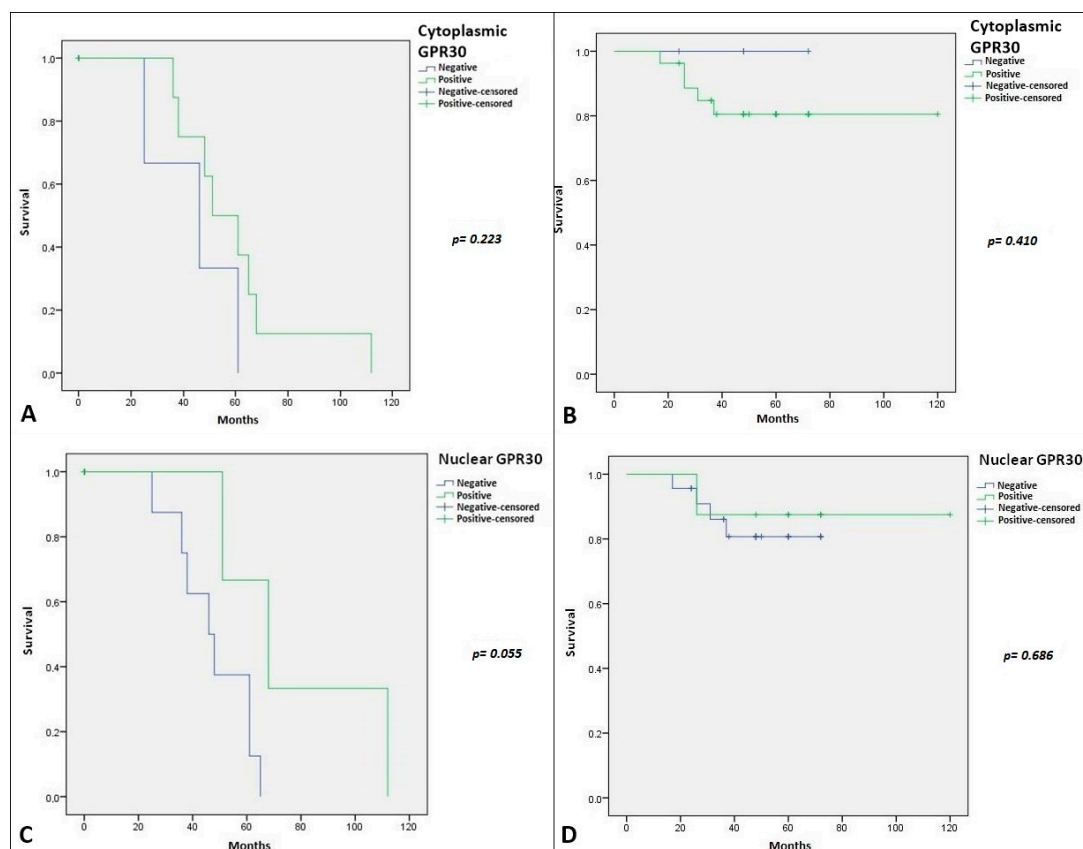 Cytoplasmic
GPR30
Negative
Positive
Negative-censored
Positive-censored
1.0
0.8
0.6
0.4
0.2
0,0
0 20 40 60 80 100 120
Survival
Months
p= 0.223
A
Cytoplasmic
GPR30
Negative
Positive
Negative-censored
Positive-censored
1.0
0.8
0.6
0.4
0.2
0.0
0 20 40 60 80 100 120
Survival
Months
p= 0.410
B
Nuclear GPR30
Negative
Positive
Negative-censored
Positive-censored
1.0
0.8
0.6
0.4
0.2
0.0
0 20 40 60 80 100 120
Survival
Months
p= 0.055
C
Nuclear GPR30
Negative
Positive
Negative-censored
Positive-censored
1.0
0.8
0.6
0.4
0.2
0.0
0 20 40 60 80 100 120
Survival
Months
p= 0.686
D